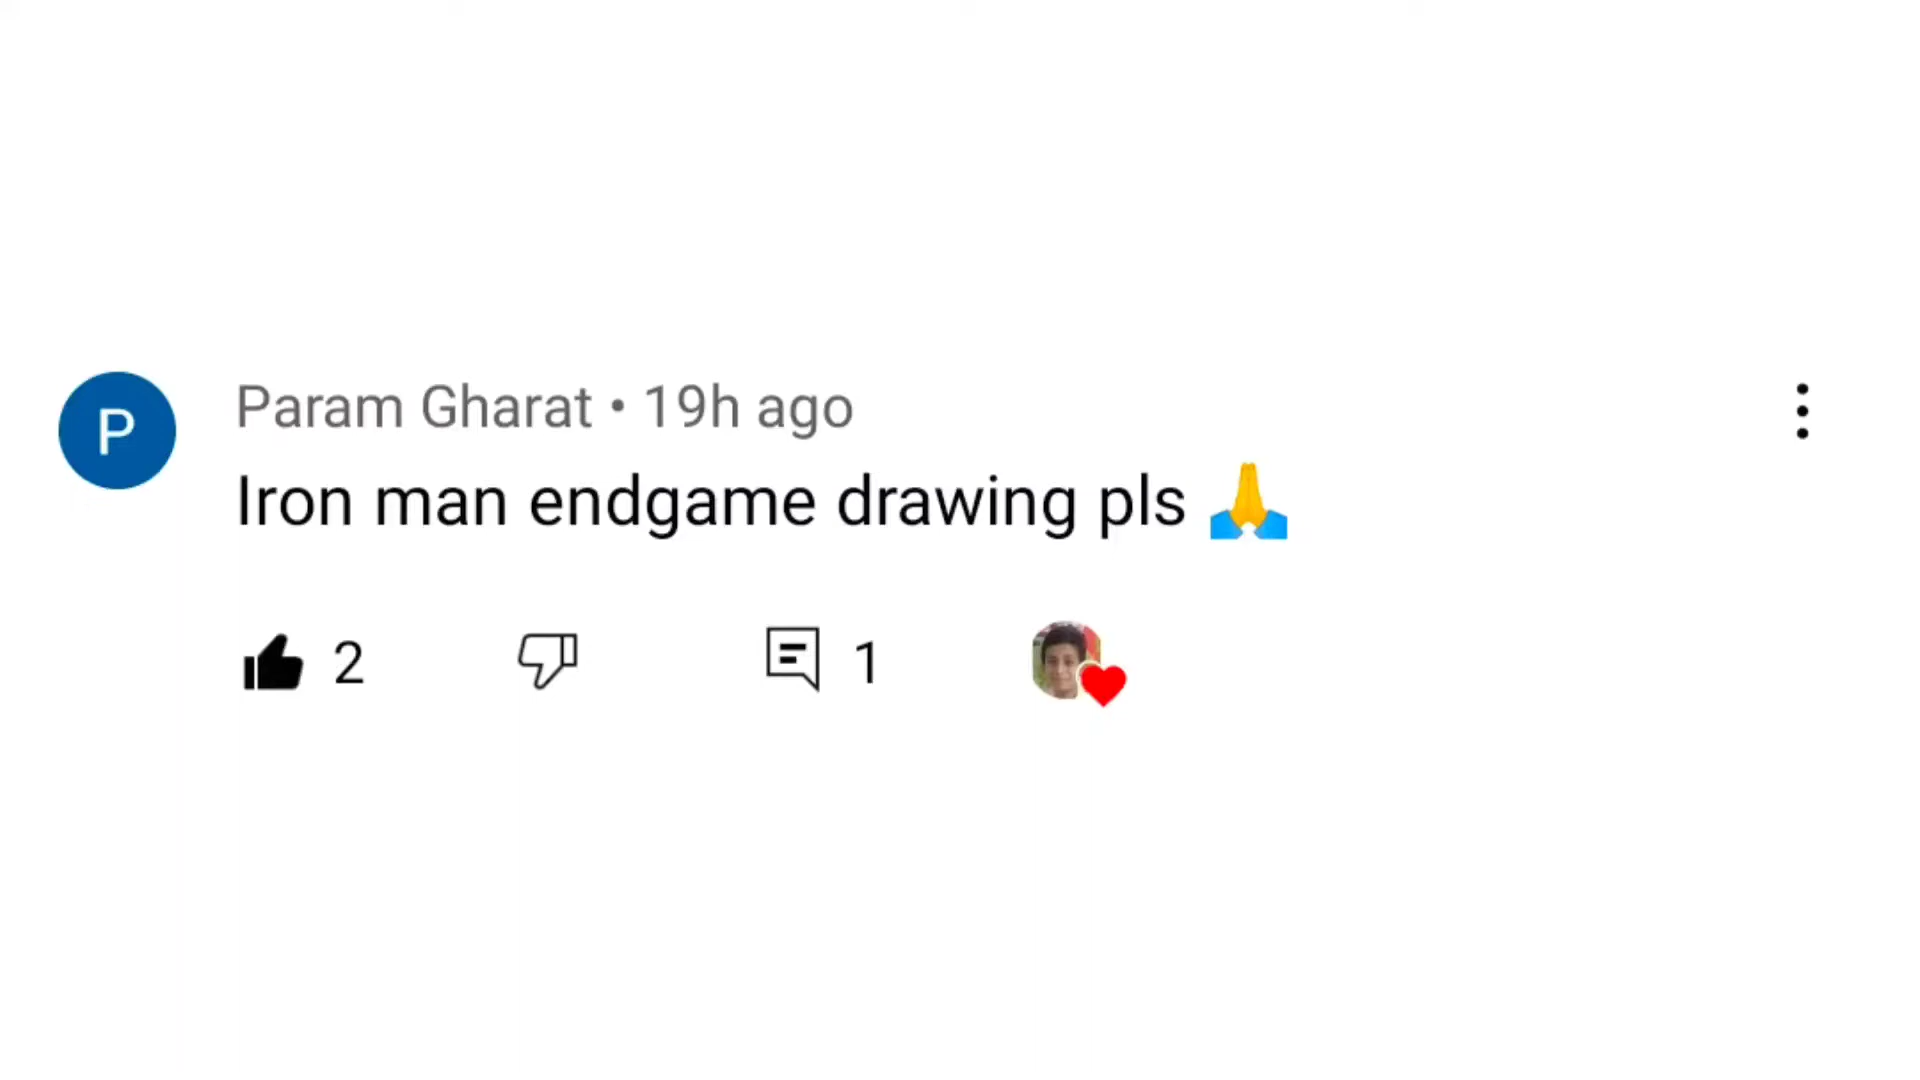 P
Param Gharat • 19h ago
Iron man endgame drawing pls 🙏
2
1